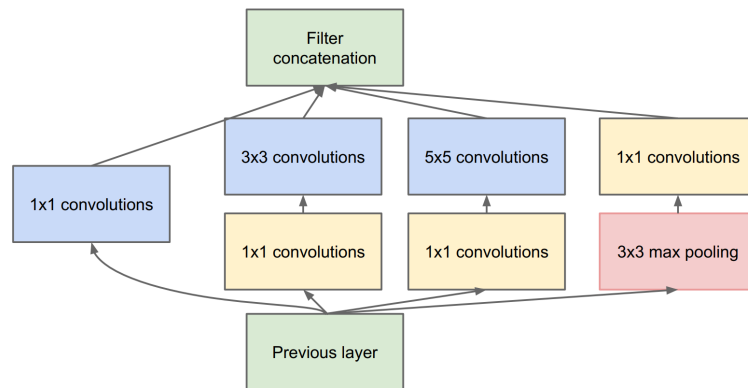 Filter
concatenation
3x3 convolutions
5x5 convolutions
1x1 convolutions
1x1 convolutions
1x1 convolutions
1x1 convolutions
3x3 max pooling
Previous layer